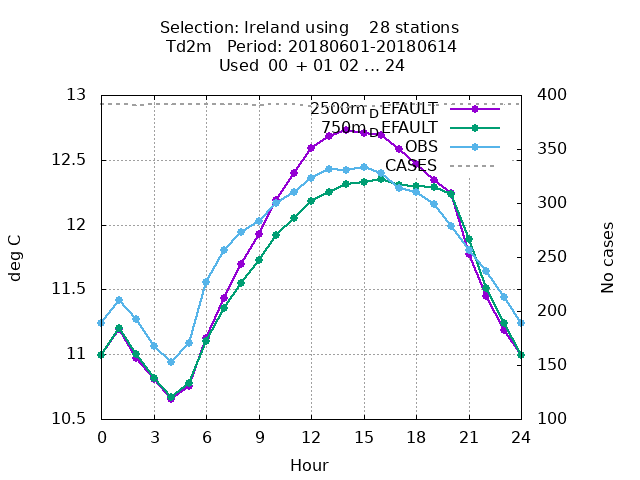 Selection: Ireland using    28 stations
Td2m   Period: 20180601-20180614
Used  00 + 01 02 ... 24
13
12.5
12
11.5
11
10.5
400
350
300
250
200
150
100
2500m_DEFAULT
750m_DEFAULT
OBS
CASES
deg C
No cases
0 3 6 9 12 15 18 21 24
Hour